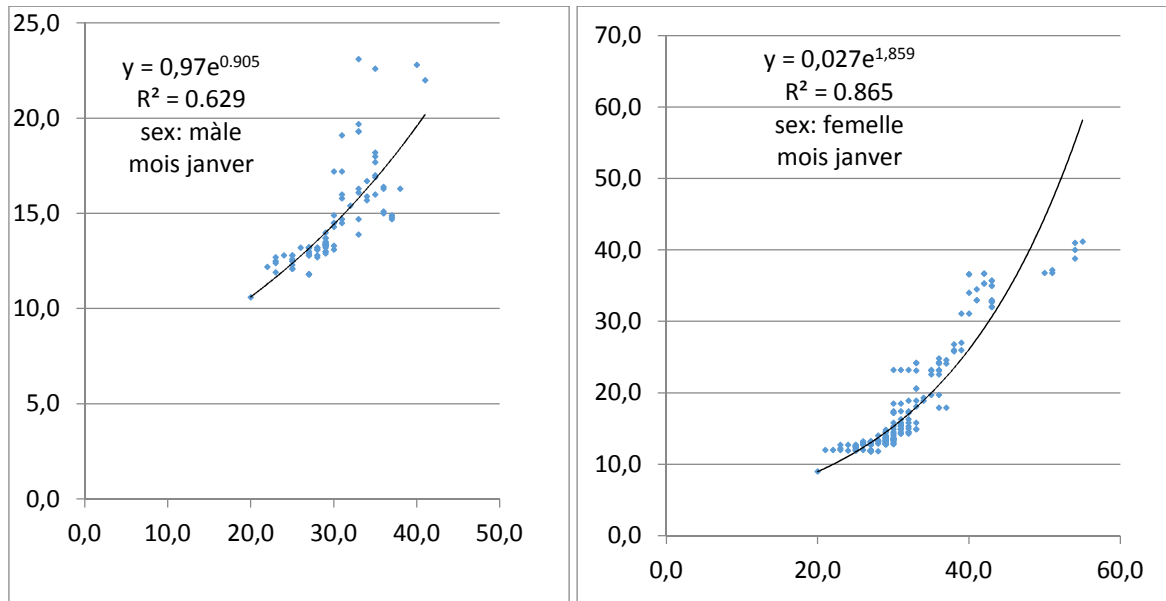 25,0
20,0
15,0
10,0
5,0
0,0
0,0 10,0 20,0 30,0 40,0 50,0
y = 0,97e^0.905
R² = 0.629
sex: màle
mois janver
70,0
60,0
50,0
40,0
30,0
20,0
10,0
0,0
0,0 20,0 40,0 60,0
y = 0,027e^1,859
R² = 0.865
sex: femelle
mois janver